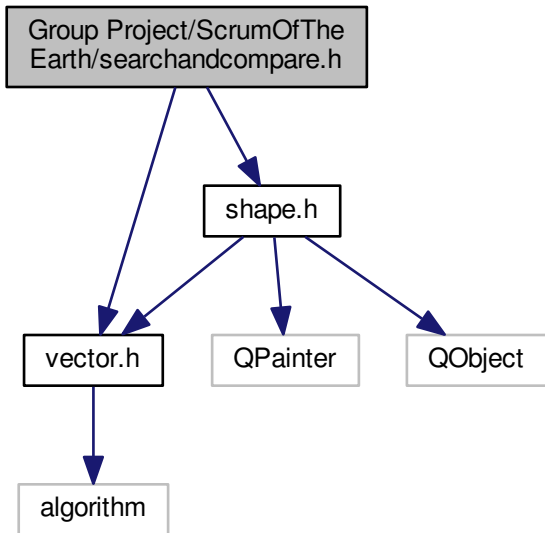 Group Project/ScrumOfThe
Earth/searchandcompare.h
shape.h
vector.h
QPainter
QObject
algorithm